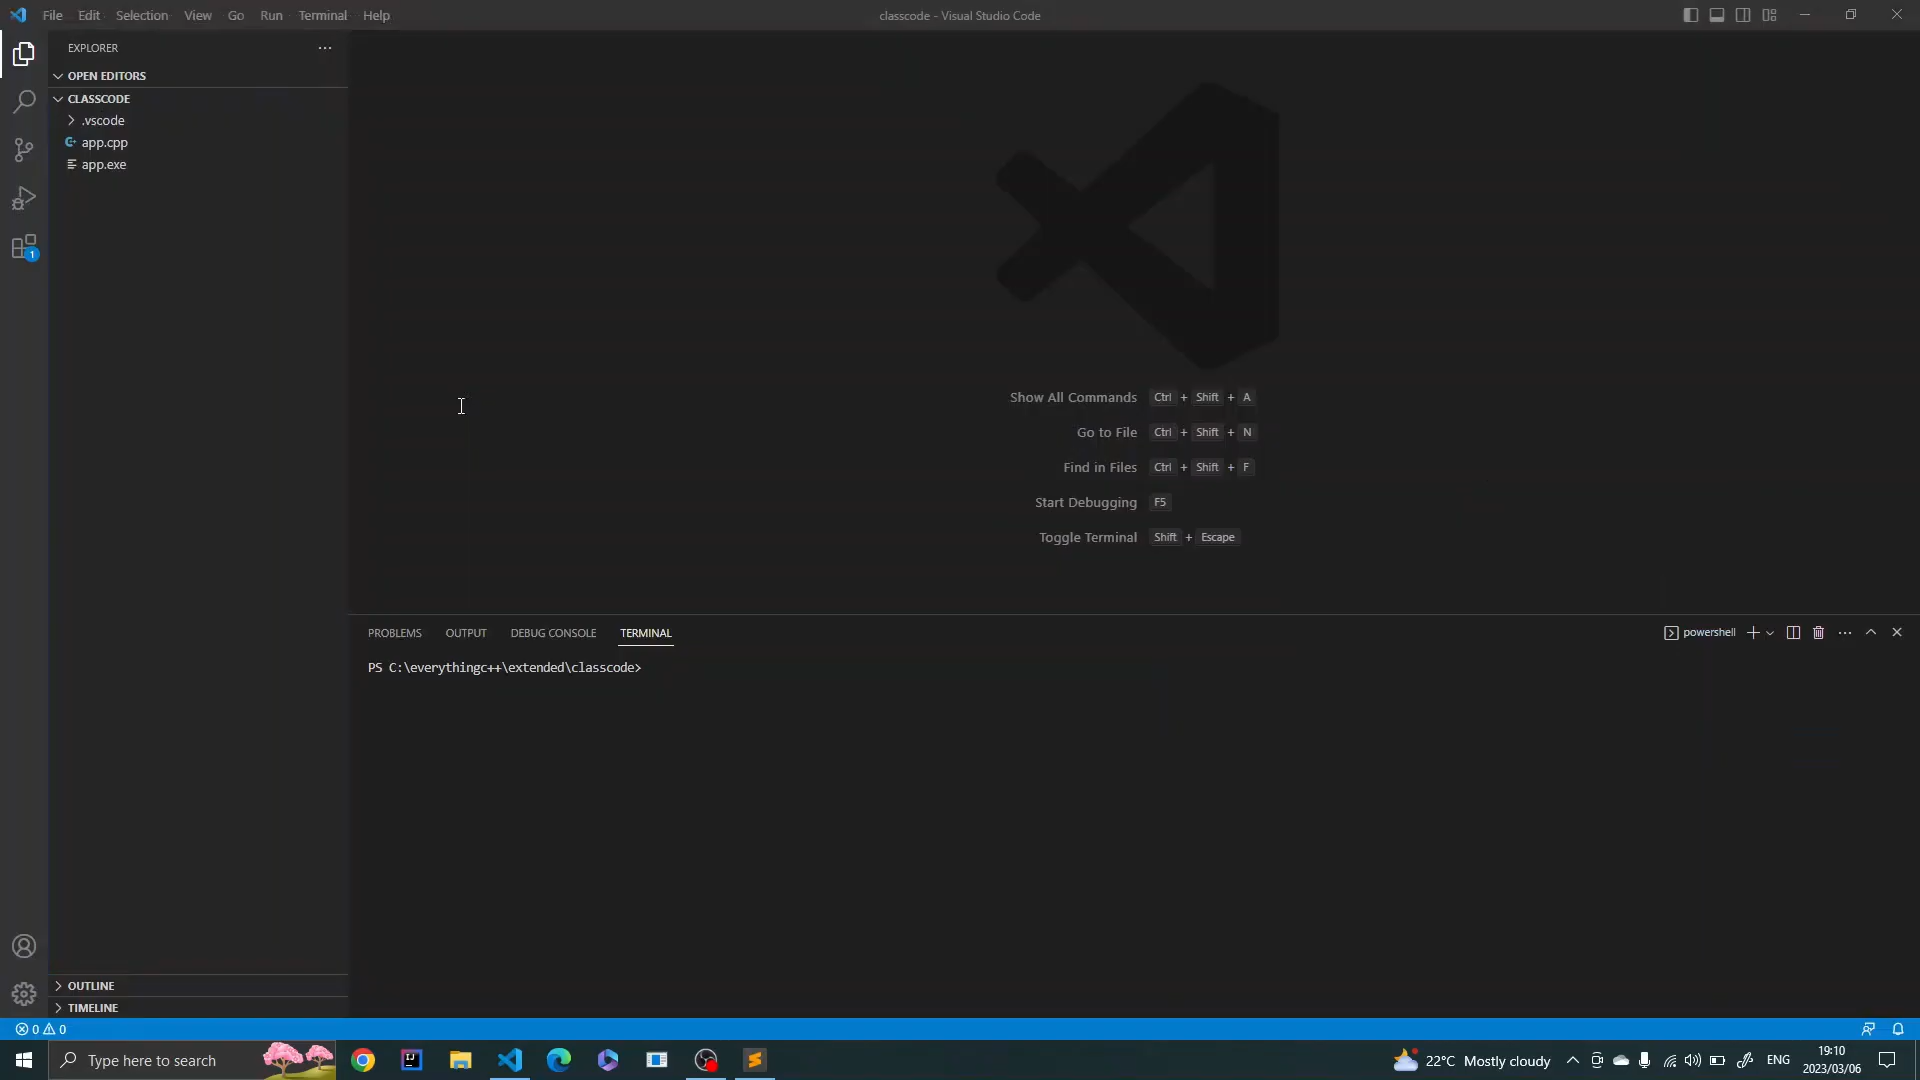 File Edit Selection View Go Run Terminal Help
classcode - Visual Studio Code
EXPLORER
OPEN EDITORS
CLASSCODE
.vscode
app.cpp
app.exe
1
Show All Commands Ctrl + Shift + A
Go to File Ctrl + Shift + N
Find in Files Ctrl + Shift + F
Start Debugging F5
Toggle Terminal Shift + Escape
PROBLEMS OUTPUT DEBUG CONSOLE TERMINAL
powershell
PS C:\everythingc++\extended\classcode>
OUTLINE
TIMELINE
0 0
Type here to search
22°C Mostly cloudy
ENG
19:10
2023/03/06